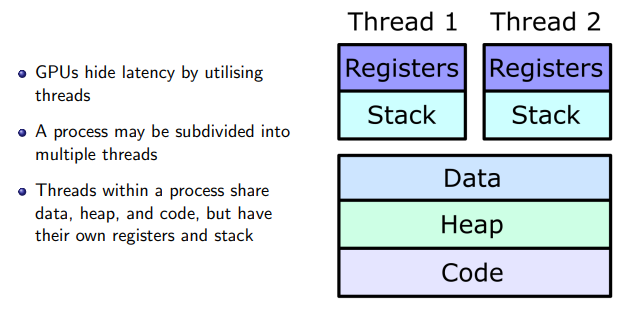 GPUs hide latency by utilising
threads
A process may be subdivided into
multiple threads
Threads within a process share
data, heap, and code, but have
their own registers and stack
Thread 1 Thread 2
Registers Registers
Stack Stack
Data
Heap
Code